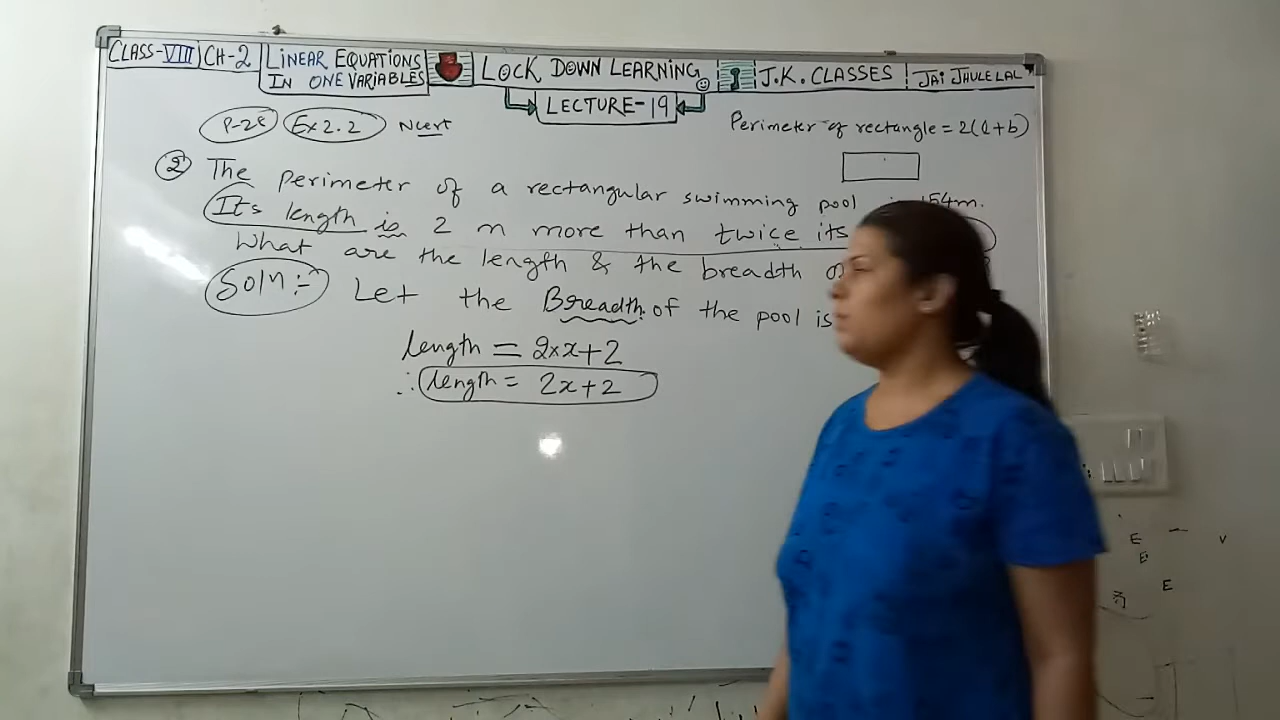 CLASS-VIII CH-2 LINEAR EQUATIONS IN ONE VARIABLES LOCK DOWN LEARNING J.K. CLASSES JAI JHULELAL
LECTURE-19
Ex 2.2 Ncert Perimeter of rectangle = 2(l+b)
② The perimeter of a rectangular swimming pool 154m.
Its length is 2 m more than twice its
What are the length & the breadth
Soln:- Let the Breadth of the pool is
length = 2×x+2
∴ length = 2x+2